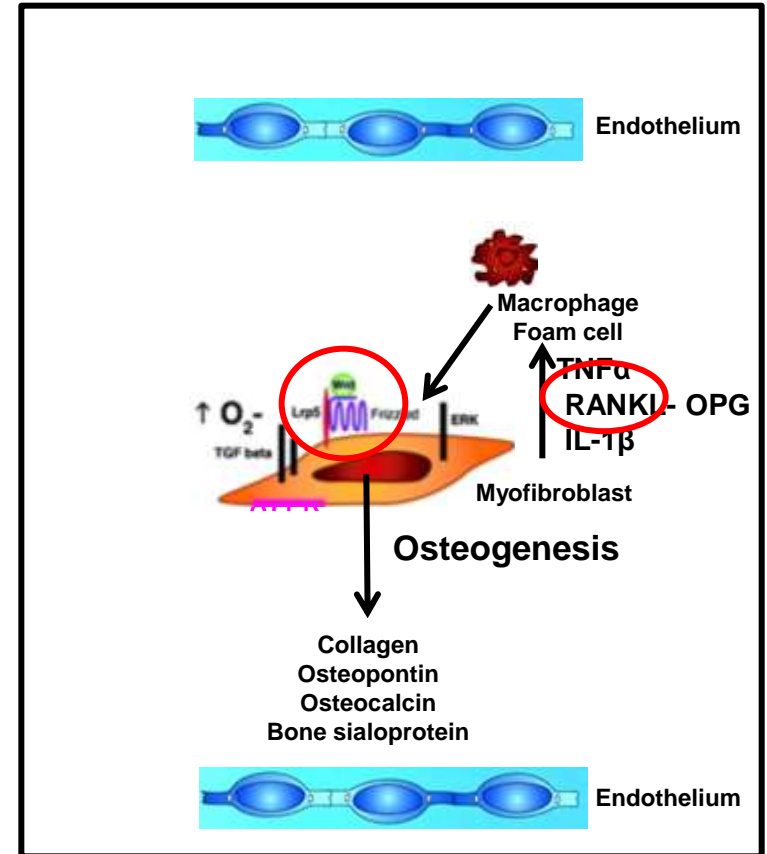 Endothelium
Macrophage
Foam cell
TNFα
RANKL- OPG
IL-1β
Wnt
Lrp5
Frizzled
ERK
↑ O₂-
TGF beta
Myofibroblast
Osteogenesis
Collagen
Osteopontin
Osteocalcin
Bone sialoprotein
Endothelium